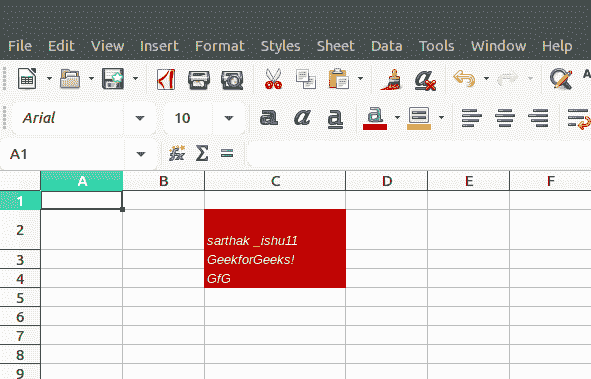 File Edit View Insert Format Styles Sheet Data Tools Window Help
Arial 10 a a a a
A1 fx Σ =
A B C D E F
1
2 sarthak _ishu11
3 GeekforGeeks!
4 GfG
5
6
7
8
9